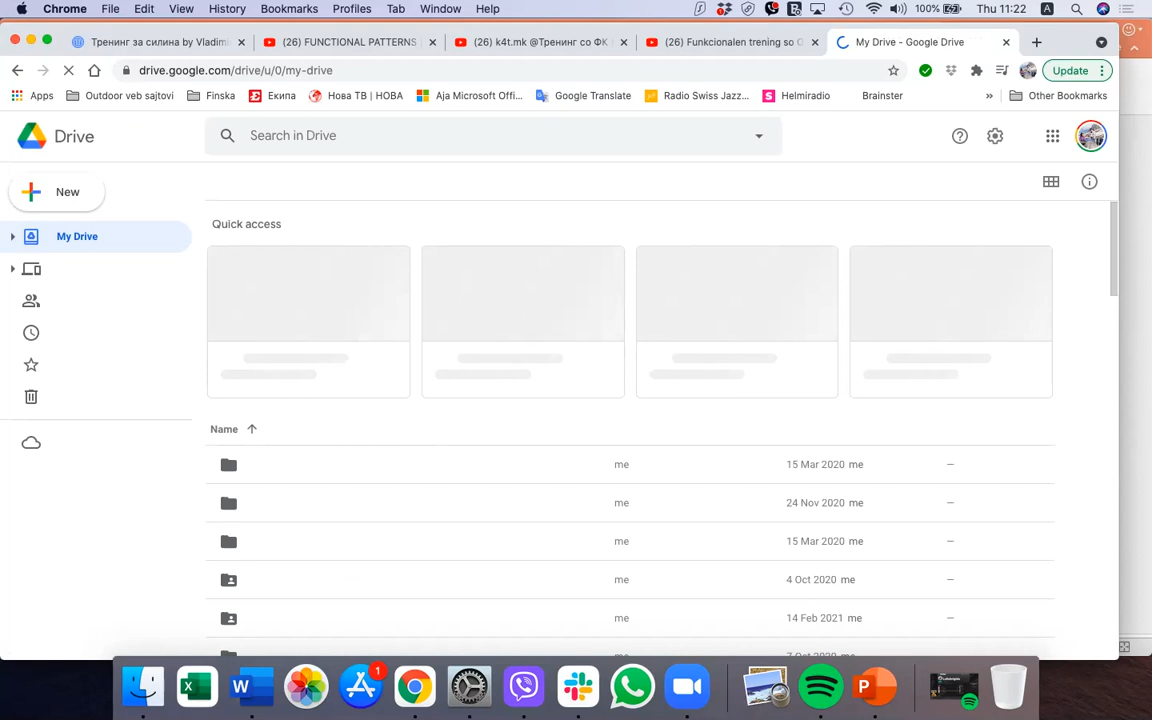 Chrome File Edit View History Bookmarks Profiles Tab Window Help 100% Thu 11:22 A
Тренинг за силина by Vladimi (26) FUNCTIONAL PATTERNS (26) k4t.mk @Тренинг со ФК (26) Funkcionalen trening so My Drive - Google Drive
drive.google.com/drive/u/0/my-drive Update
Apps Outdoor veb sajtovi Finska Екипа Нова ТВ | НОВА Aja Microsoft Offi... Google Translate Radio Swiss Jazz... Helmiradio Brainster » Other Bookmarks
Drive Search in Drive
New
Quick access
My Drive
Name
me 15 Mar 2020 me –
me 24 Nov 2020 me –
me 15 Mar 2020 me –
me 4 Oct 2020 me –
me 14 Feb 2021 me –
1